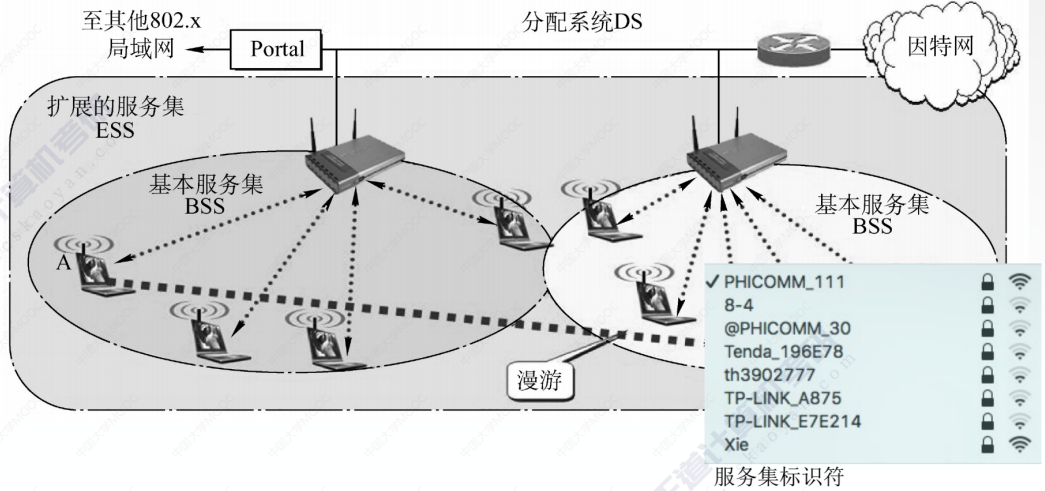 至其他802.x
局域网
Portal
分配系统DS
因特网
扩展的服务集
ESS
基本服务集
BSS
基本服务集
BSS
A
漫游
PHICOMM_111
8-4
@PHICOMM_30
Tenda_196E78
th3902777
TP-LINK_A875
TP-LINK_E7E214
Xie
服务集标识符